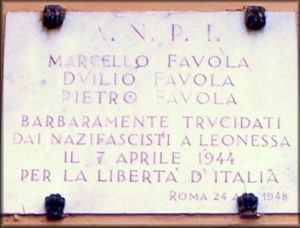 A. N. P. I.
MARCELLO FAVOLA
DVILIO FAVOLA
PIETRO FAVOLA
BARBARAMENTE TRVCIDATI
DAI NAZIFASCISTI A LEONESSA
IL 7 APRILE 1944
PER LA LIBERTA' D'ITALIA
ROMA 24 1948